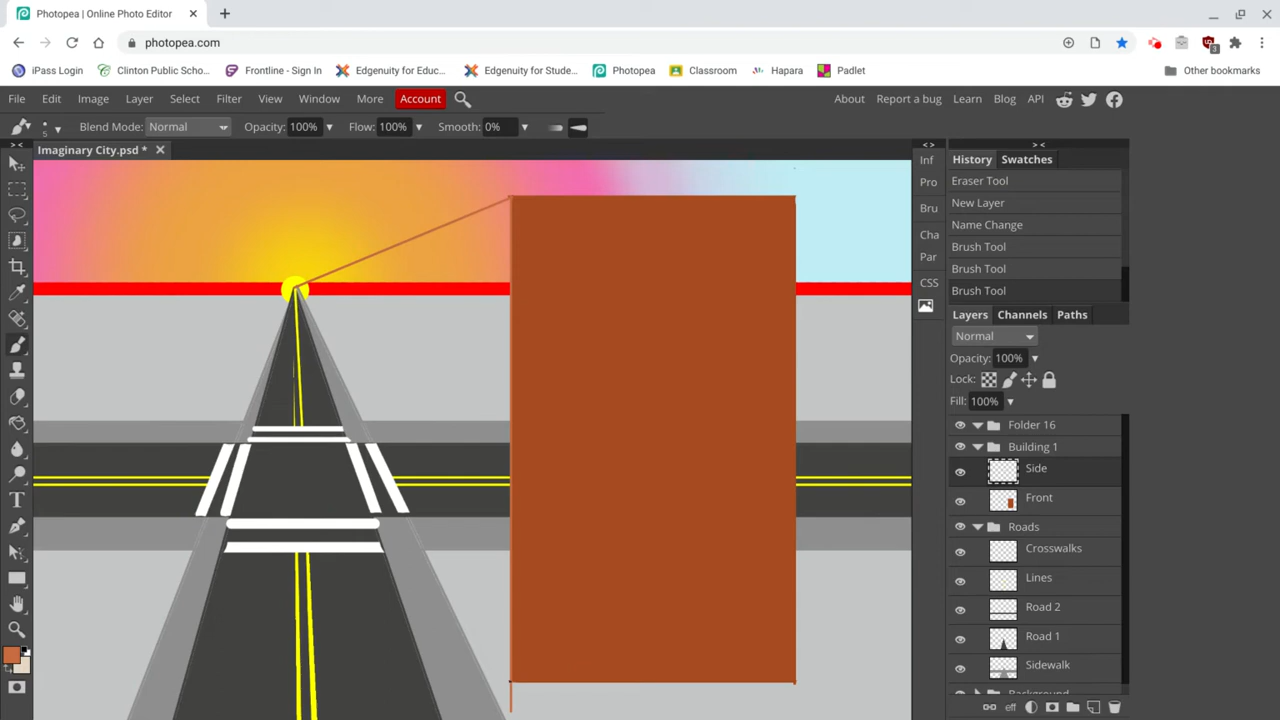 Photopea | Online Photo Editor
photopea.com
iPass Login Clinton Public Scho... Frontline - Sign In Edgenuity for Educ... Edgenuity for Stude... Photopea Classroom Hapara Padlet Other bookmarks
File Edit Image Layer Select Filter View Window More Account About Report a bug Learn Blog API
5 Blend Mode: Normal Opacity: 100% Flow: 100% Smooth: 0%
Imaginary City.psd *
> < < > > <
Inf
Pro
Bru
Cha
Par
CSS
History Swatches
Eraser Tool
New Layer
Name Change
Brush Tool
Brush Tool
Brush Tool
Layers Channels Paths
Normal
Opacity: 100%
Lock:
Fill: 100%
Folder 16
Building 1
Side
Front
Roads
Crosswalks
Lines
Road 2
Road 1
Sidewalk
Background
eff